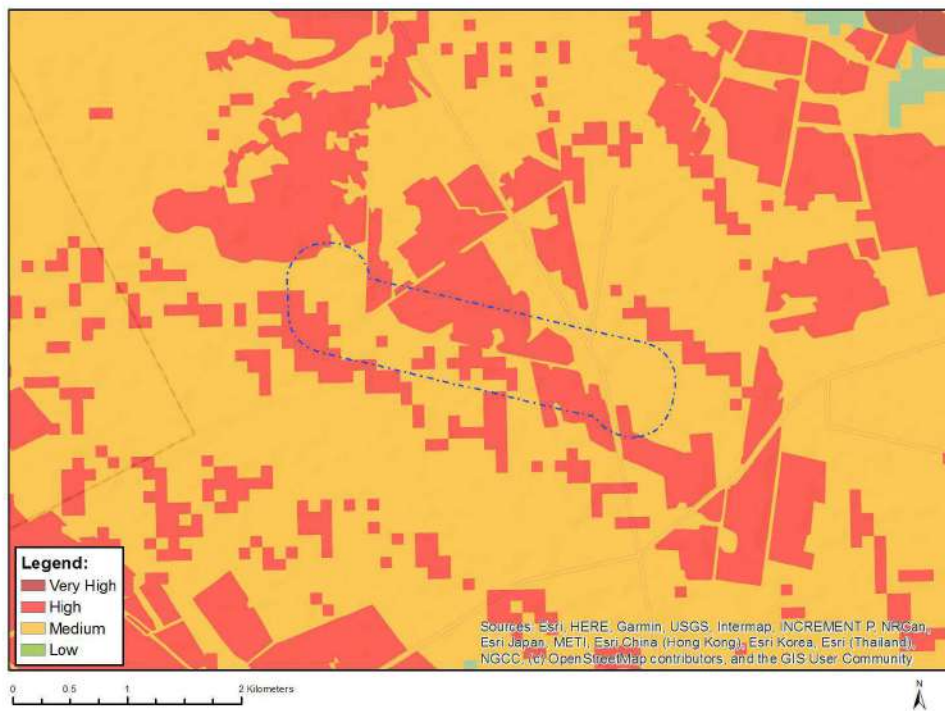 Legend:
Very High
High
Medium
Low
Sources: Esri, HERE, Garmin, USGS, Intermap, INCREMENT P, NRCan,
Esri Japan, METI, Esri China (Hong Kong), Esri Korea, Esri (Thailand),
NGCC, (c) OpenStreetMap contributors, and the GIS User Community
0 0.5 1 2 Kilometers
N